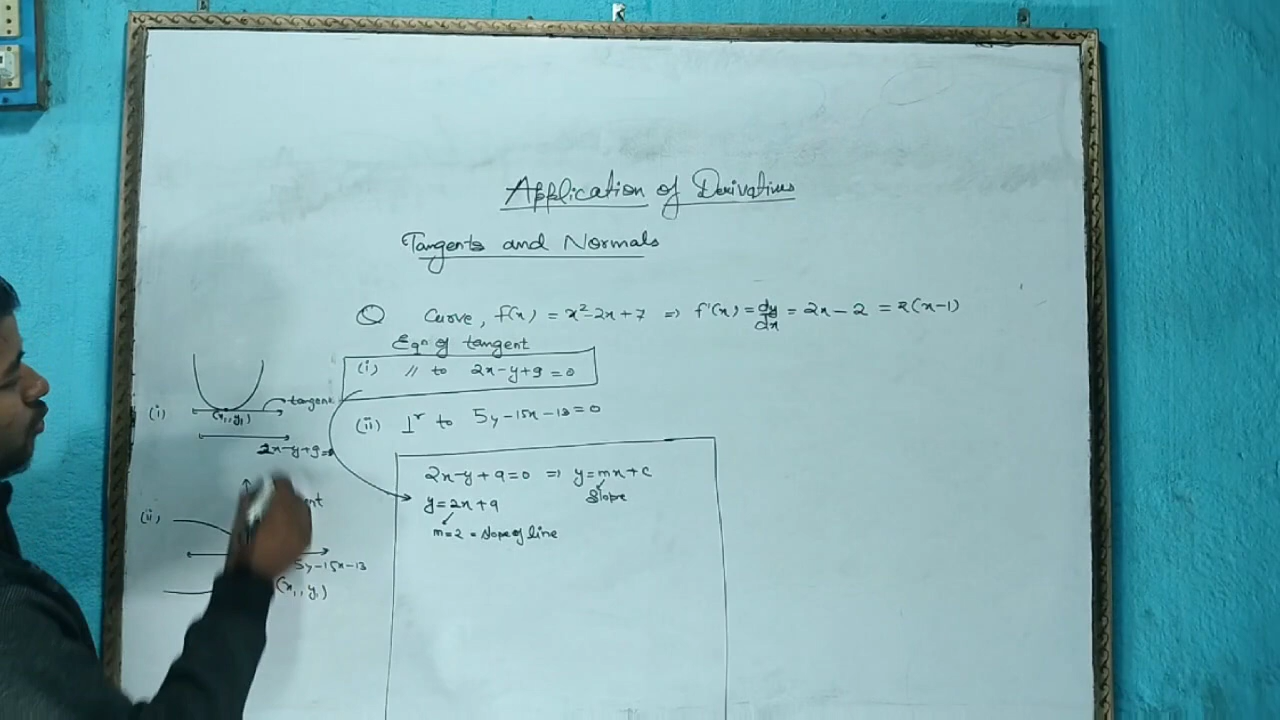 Application of Derivatives
Tangents and Normals
Q Curve, f(x) = x²-2x+7 ⇒ f'(x) = dy/dx = 2x - 2 = 2(x-1)
Eqn of tangent
(i) // to 2x-y+9=0
(ii) ⊥r to 5y-15x-13=0
(i) (x₁, y₁) tangent
2x-y+9=
(ii)
5y-15x-13
(x₁, y₁)
2x-y+9=0 ⇒ y=mx+c
Slope
y=2x+9
m=2 = slope of line